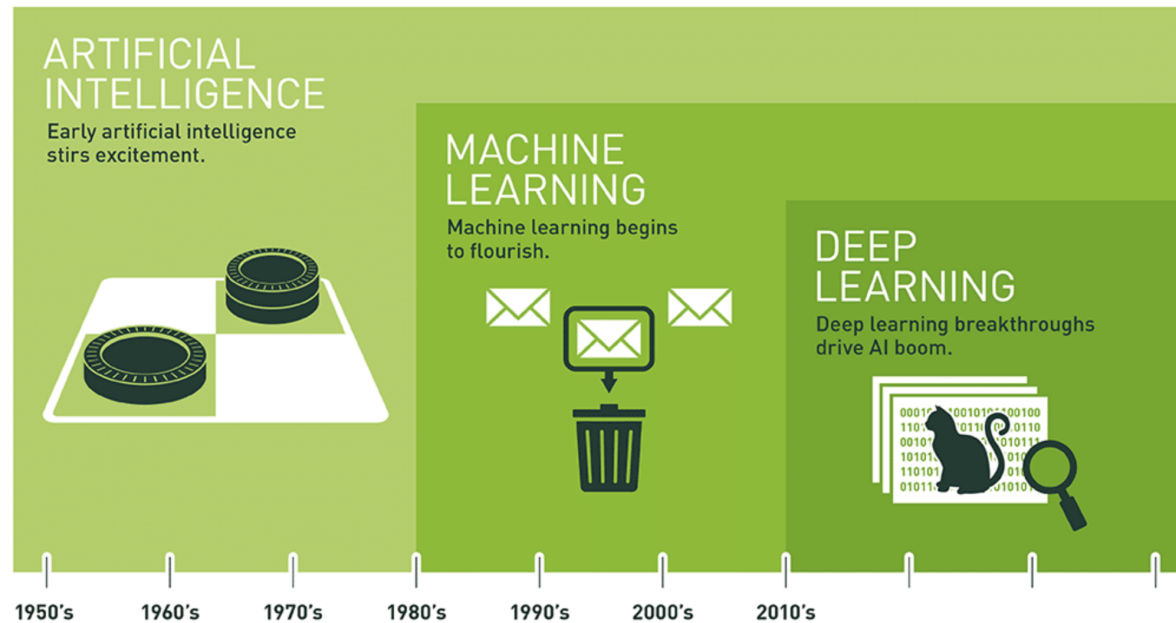 ARTIFICIAL
INTELLIGENCE
Early artificial intelligence
stirs excitement.
MACHINE
LEARNING
Machine learning begins
to flourish.
DEEP
LEARNING
Deep learning breakthroughs
drive AI boom.
1950's
1960's
1970's
1980's
1990's
2000's
2010's